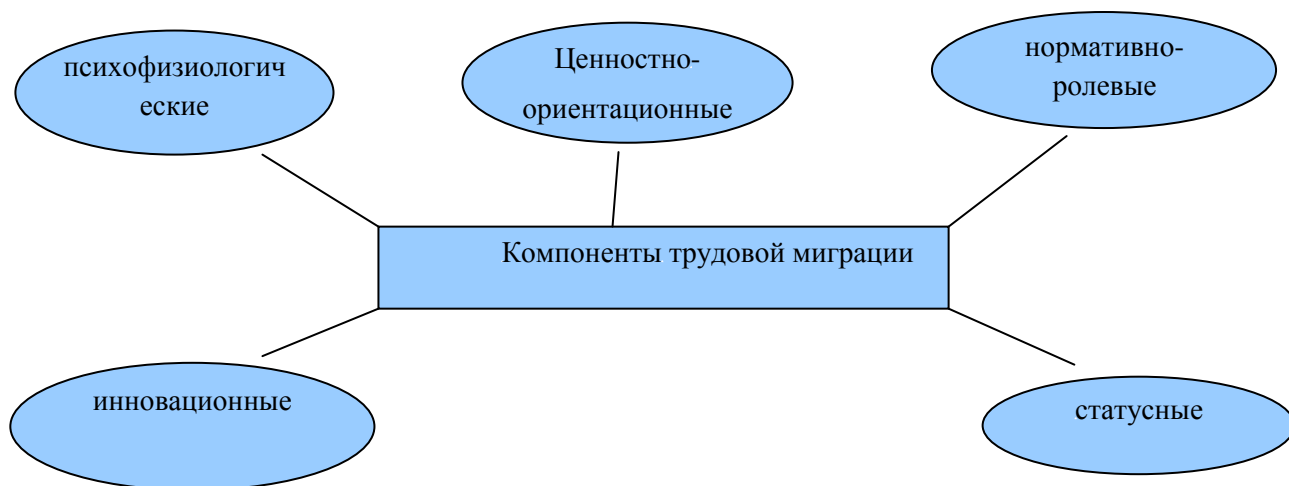 психофизиологич
еские
Ценностно-
ориентационные
нормативно-
ролевые
Компоненты трудовой миграции
инновационные
статусные